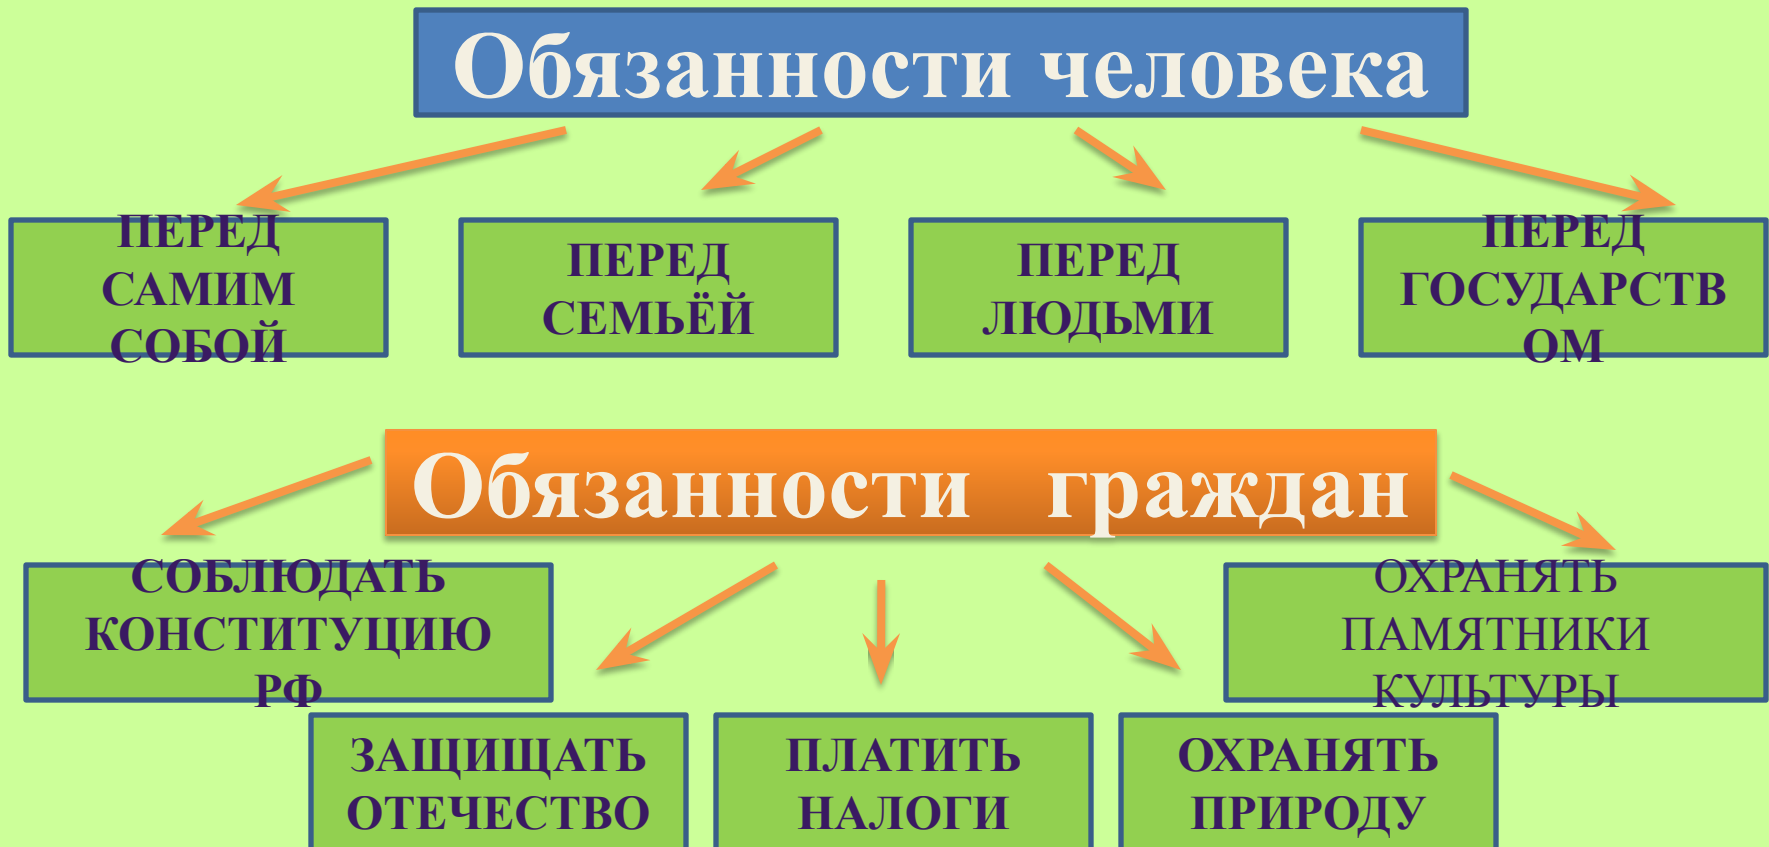 Обязанности человека
ПЕРЕД
САМИМ
СОБОЙ
ПЕРЕД
СЕМЬЁЙ
ПЕРЕД
ЛЮДЬМИ
ПЕРЕД
ГОСУДАРСТВ
ОМ
Обязанности граждан
СОБЛЮДАТЬ
КОНСТИТУЦИЮ
РФ
ЗАЩИЩАТЬ
ОТЕЧЕСТВО
ПЛАТИТЬ
НАЛОГИ
ОХРАНЯТЬ
ПРИРОДУ
ОХРАНЯТЬ
ПАМЯТНИКИ
КУЛЬТУРЫ